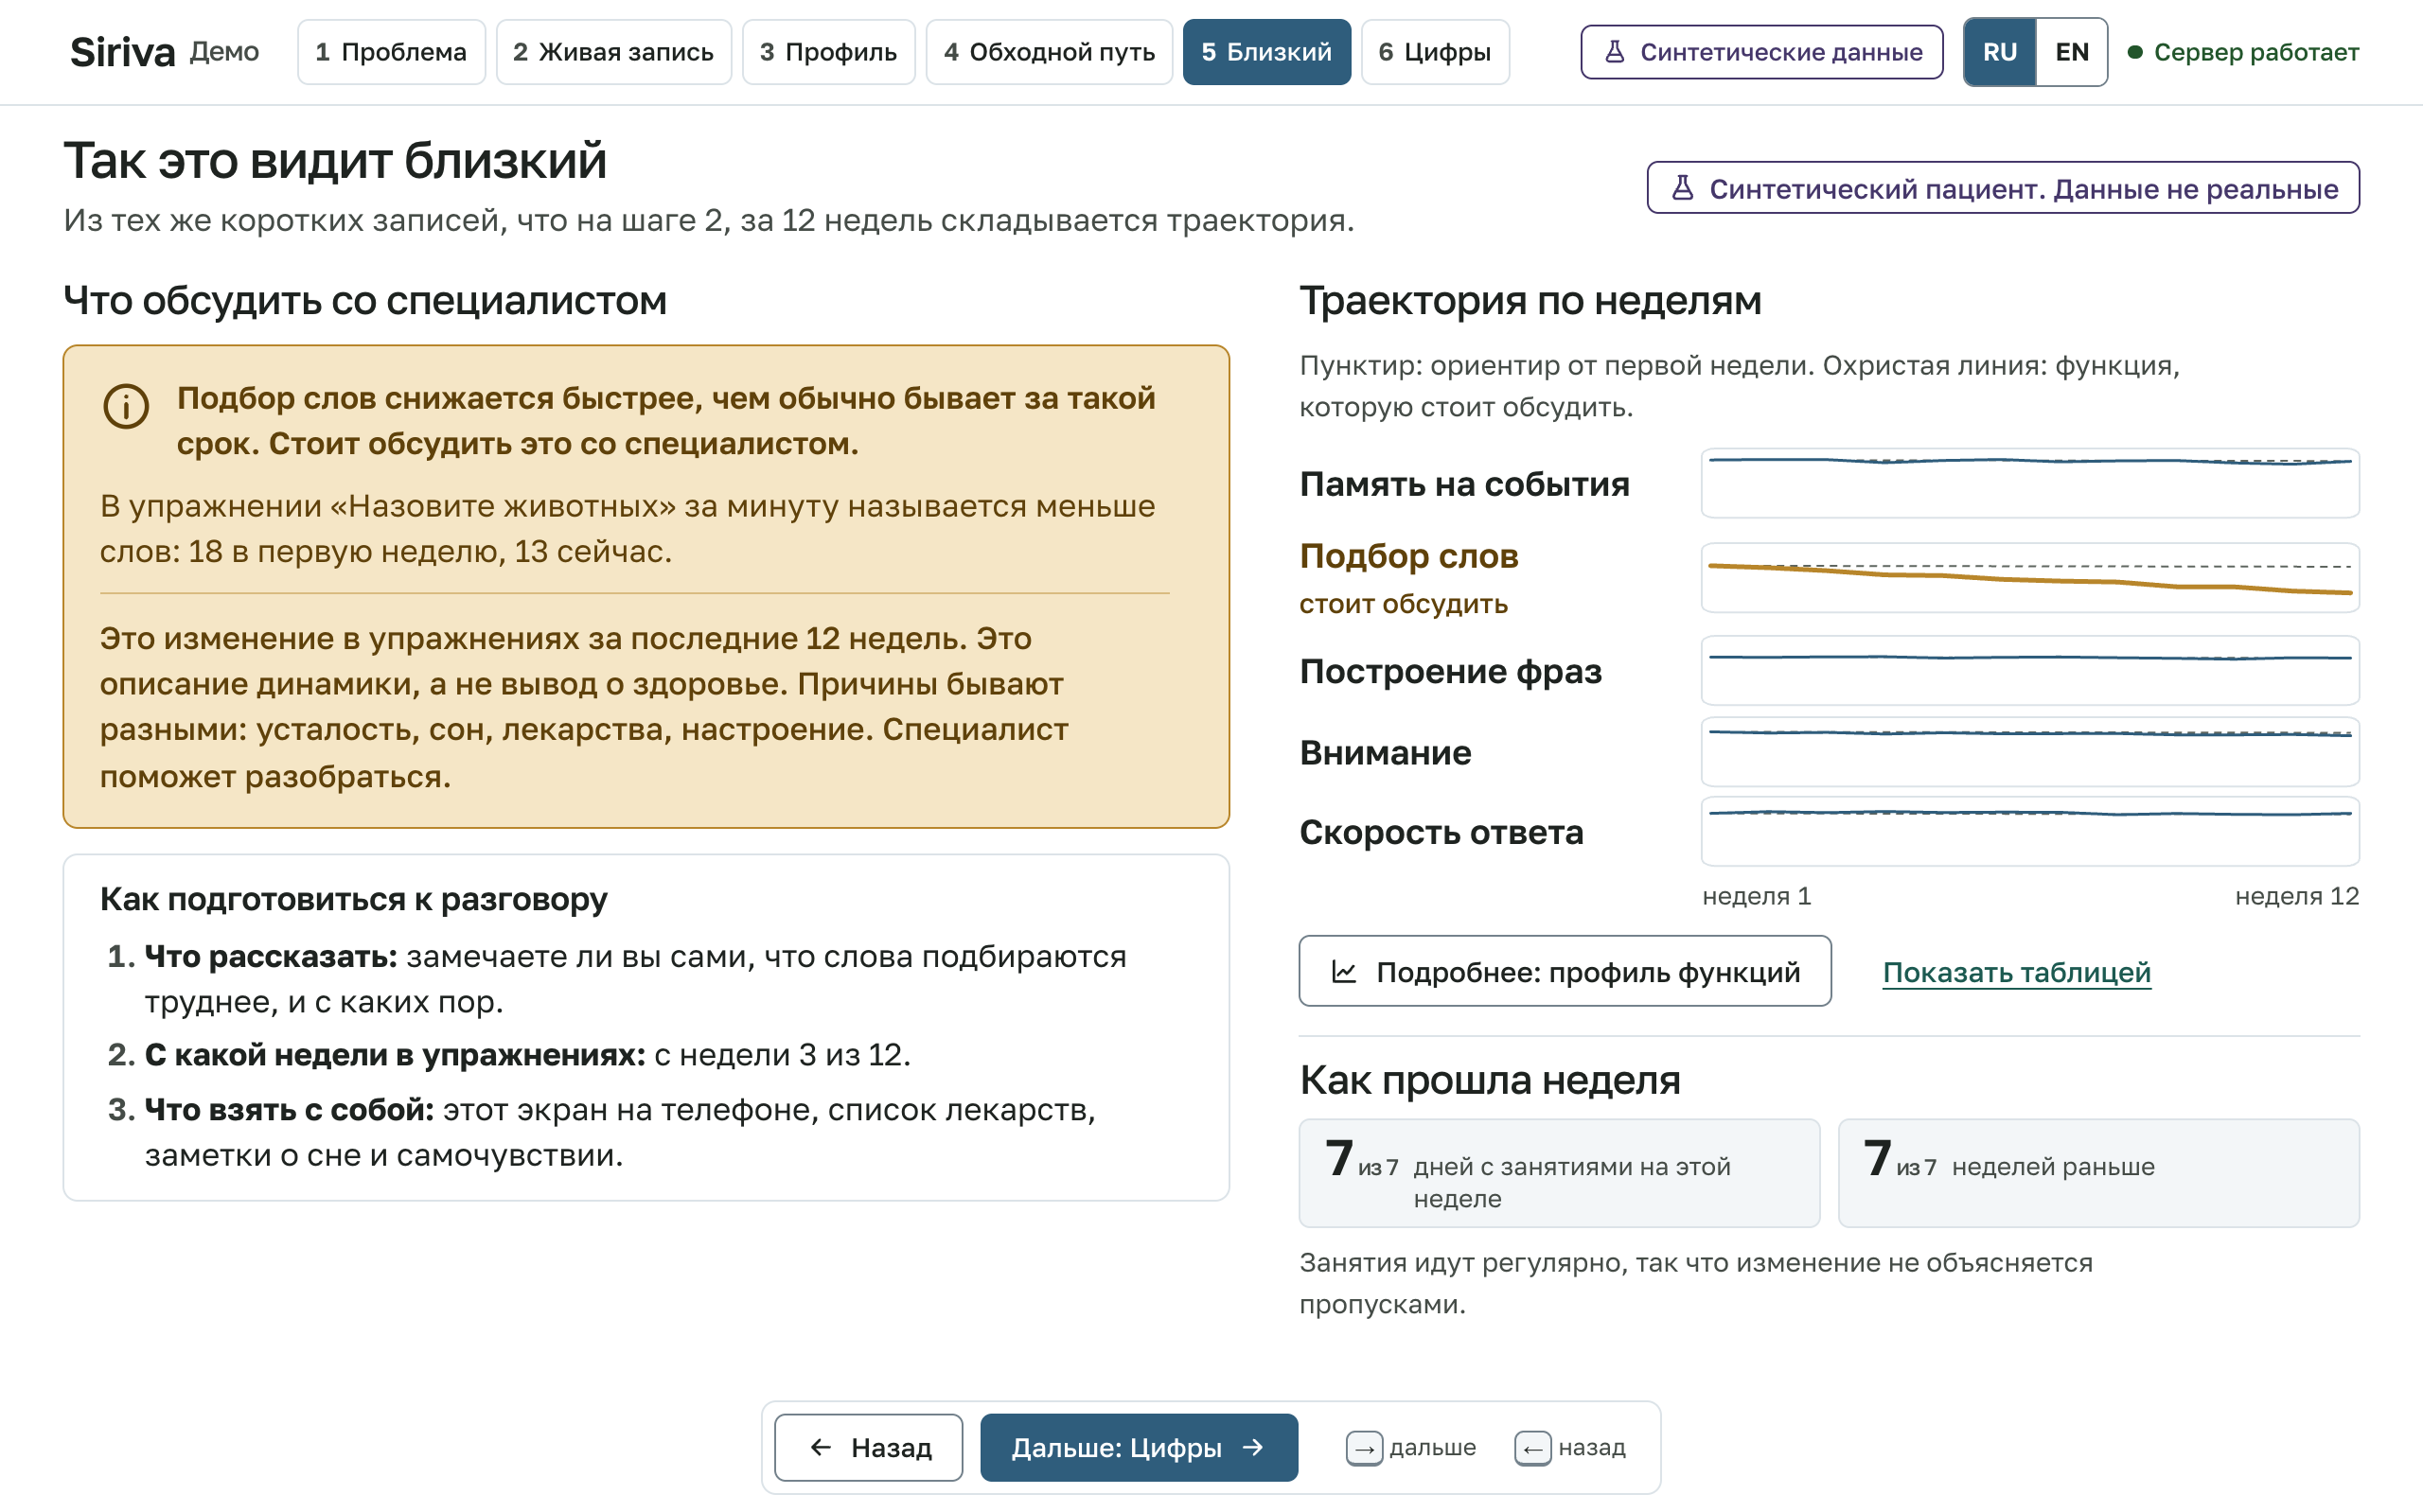 Siriva Демо
1 Проблема
2 Живая запись
3 Профиль
4 Обходной путь
5 Близкий
6 Цифры
Синтетические данные
RU EN
Сервер работает
Так это видит близкий
Из тех же коротких записей, что на шаге 2, за 12 недель складывается траектория.
Синтетический пациент. Данные не реальные
Что обсудить со специалистом
Подбор слов снижается быстрее, чем обычно бывает за такой
срок. Стоит обсудить это со специалистом.
В упражнении «Назовите животных» за минуту называется меньше
слов: 18 в первую неделю, 13 сейчас.
Это изменение в упражнениях за последние 12 недель. Это
описание динамики, а не вывод о здоровье. Причины бывают
разными: усталость, сон, лекарства, настроение. Специалист
поможет разобраться.
Как подготовиться к разговору
1. Что рассказать: замечаете ли вы сами, что слова подбираются
труднее, и с каких пор.
2. С какой недели в упражнениях: с недели 3 из 12.
3. Что взять с собой: этот экран на телефоне, список лекарств,
заметки о сне и самочувствии.
Траектория по неделям
Пунктир: ориентир от первой недели. Охристая линия: функция,
которую стоит обсудить.
Память на события
Подбор слов
стоит обсудить
Построение фраз
Внимание
Скорость ответа
неделя 1
неделя 12
Подробнее: профиль функций
Показать таблицей
Как прошла неделя
7 из 7 дней с занятиями на этой
неделе
7 из 7 неделей раньше
Занятия идут регулярно, так что изменение не объясняется
пропусками.
← Назад
Дальше: Цифры →
→ дальше
← назад